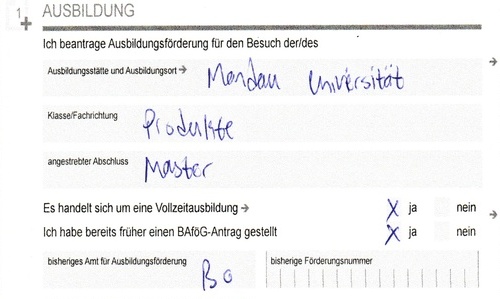 1 AUSBILDUNG
Ich beantrage Ausbildungsförderung für den Besuch der/des
Ausbildungsstätte und Ausbildungsort → Mandau Universität
Klasse/Fachrichtung Produkte
angestrebter Abschluss Master
Es handelt sich um eine Vollzeitausbildung → X ja nein
Ich habe bereits früher einen BAföG-Antrag gestellt X ja nein
bisheriges Amt für Ausbildungsförderung Bo bisherige Förderungsnummer